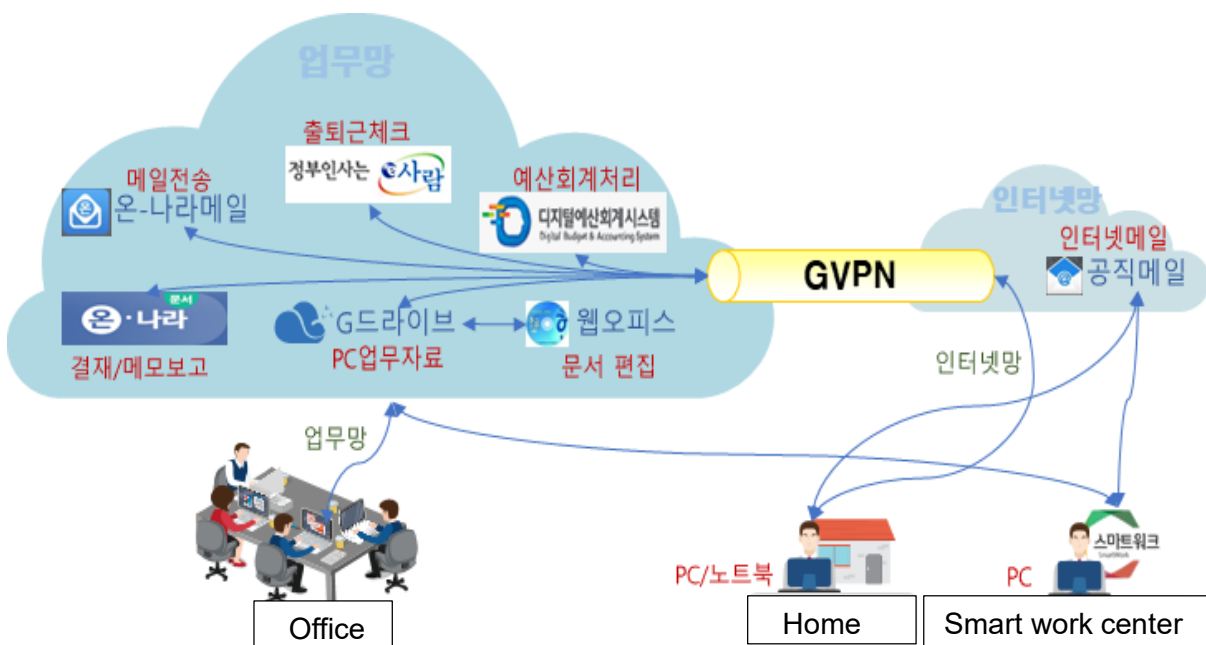 업무망
출퇴근체크
정부인사는 e사람
메일전송
온-나라메일
예산회계처리
디지털예산회계시스템
Digital Budget & Accounting System
인터넷망
인터넷메일
공직메일
GVPN
문서
온·나라
결재/메모보고
G드라이브
PC업무자료
웹오피스
문서 편집
인터넷망
업무망
스마트워크
SmartWork
PC/노트북
PC
Office
Home
Smart work center